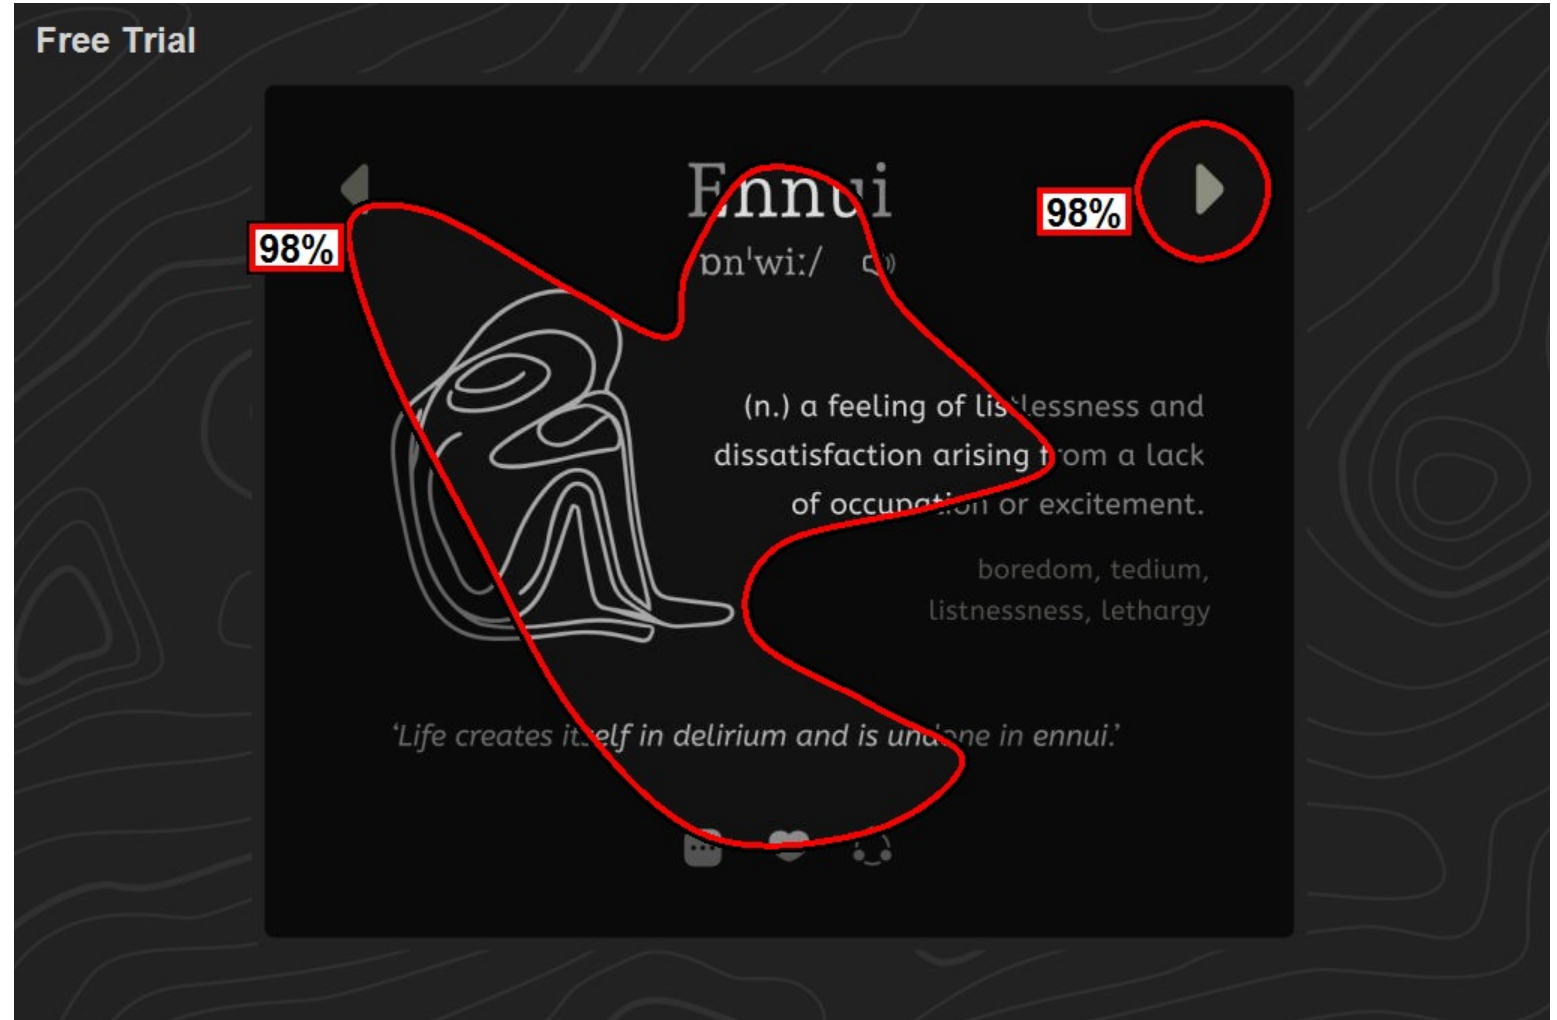 Free Trial
Ennui
ɒn'wiː/
98%
98%
(n.) a feeling of listlessness and
dissatisfaction arising from a lack
of occupation or excitement.
boredom, tedium,
listnessness, lethargy
‘Life creates itself in delirium and is undone in ennui.’